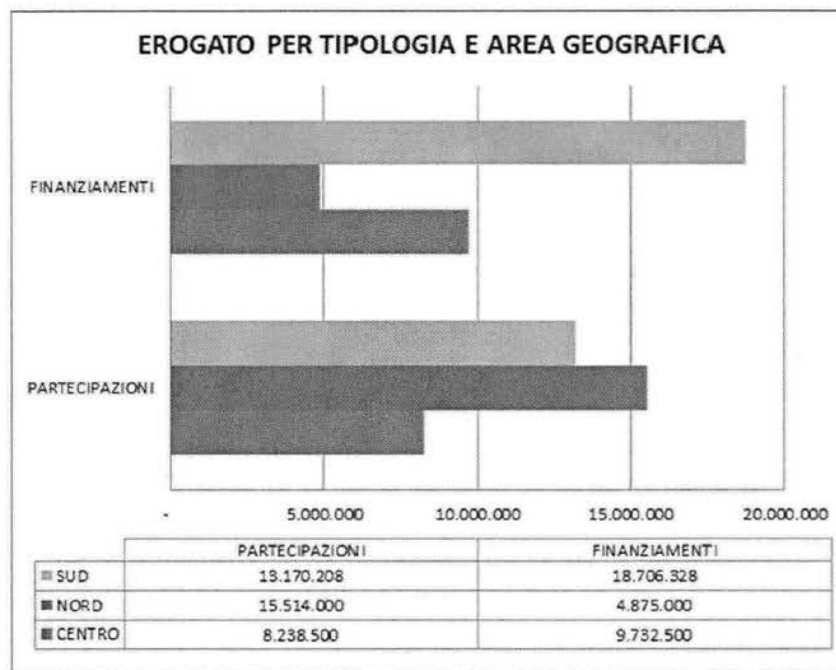 EROGATO PER TIPOLOGIA E AREA GEOGRAFICA
FINANZIAMENTI
PARTECIPAZIONI
- 5.000.000 10.000.000 15.000.000 20.000.000
PARTECIPAZIONI FINANZIAMENTI
SUD 13.170.208 18.706.328
NORD 15.514.000 4.875.000
CENTRO 8.238.500 9.732.500